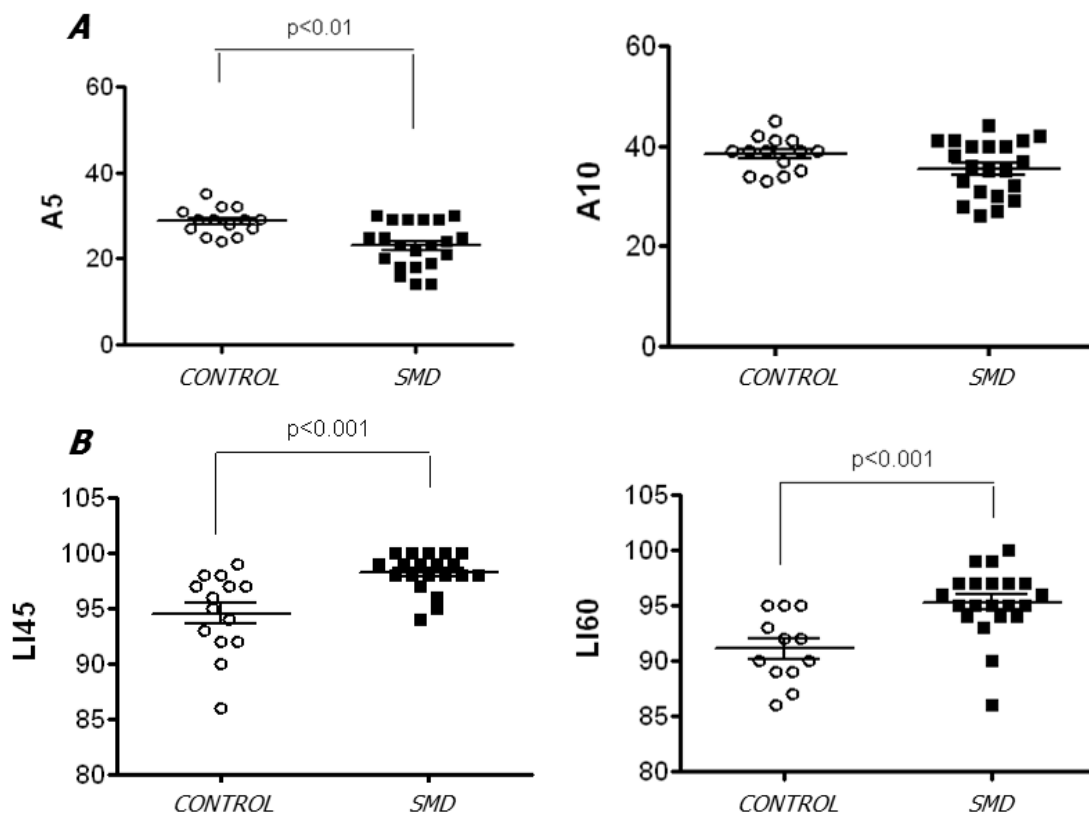 A
p<0.01
60
40
20
0
A5
CONTROL
SMD
60
40
20
0
A10
CONTROL
SMD
B
p<0.001
105
100
95
90
85
80
LI45
CONTROL
SMD
p<0.001
105
100
95
90
85
80
LI60
CONTROL
SMD